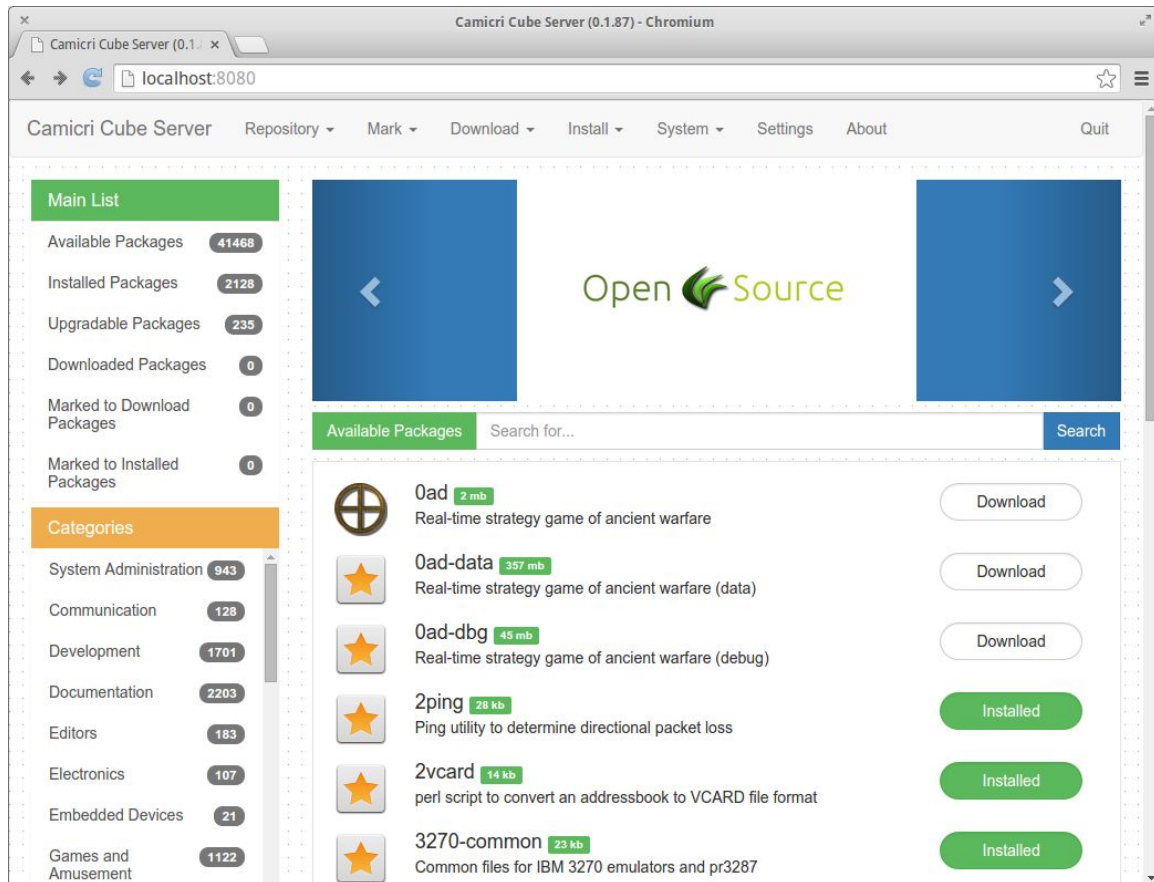 Camicri Cube Server (0.1.87) - Chromium
Camicri Cube Server (0.1.
localhost:8080
Camicri Cube Server Repository Mark Download Install System Settings About Quit
Main List
Available Packages 41468
Installed Packages 2128
Upgradable Packages 235
Downloaded Packages 0
Marked to Download 0
Packages
Marked to Installed 0
Packages
Categories
System Administration 943
Communication 128
Development 1701
Documentation 2203
Editors 183
Electronics 107
Embedded Devices 21
Games and 1122
Amusement
Open Source
Available Packages Search for... Search
0ad 2 mb
Real-time strategy game of ancient warfare
Download
0ad-data 357 mb
Real-time strategy game of ancient warfare (data)
Download
0ad-dbg 45 mb
Real-time strategy game of ancient warfare (debug)
Download
2ping 28 kb
Ping utility to determine directional packet loss
Installed
2vcard 14 kb
perl script to convert an addressbook to VCARD file format
Installed
3270-common 23 kb
Common files for IBM 3270 emulators and pr3287
Installed